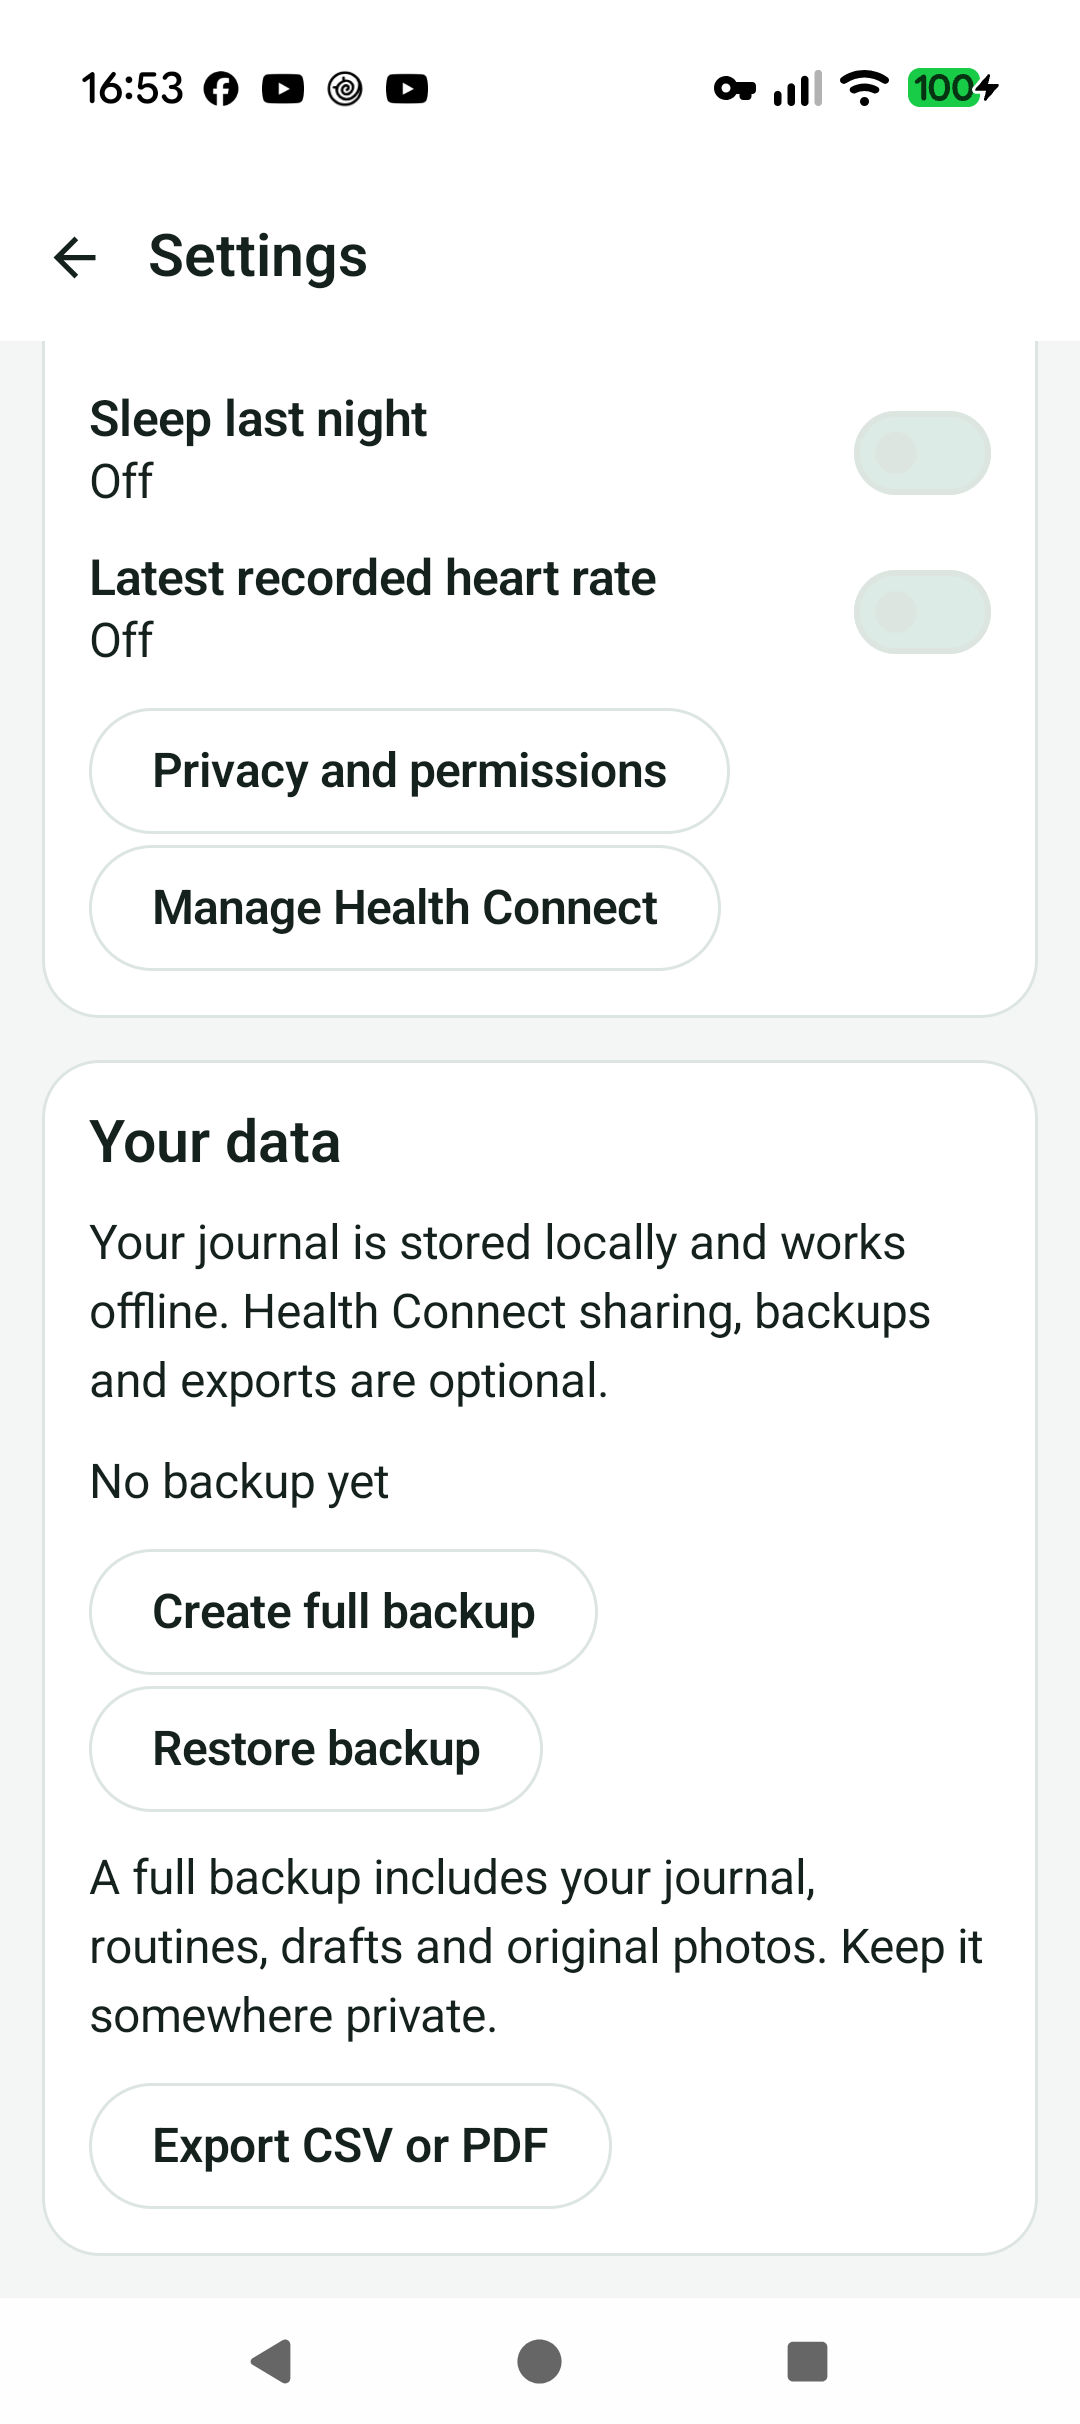 16:53
100
Settings
Sleep last night
Off
Latest recorded heart rate
Off
Privacy and permissions
Manage Health Connect
Your data
Your journal is stored locally and works
offline. Health Connect sharing, backups
and exports are optional.
No backup yet
Create full backup
Restore backup
A full backup includes your journal,
routines, drafts and original photos. Keep it
somewhere private.
Export CSV or PDF